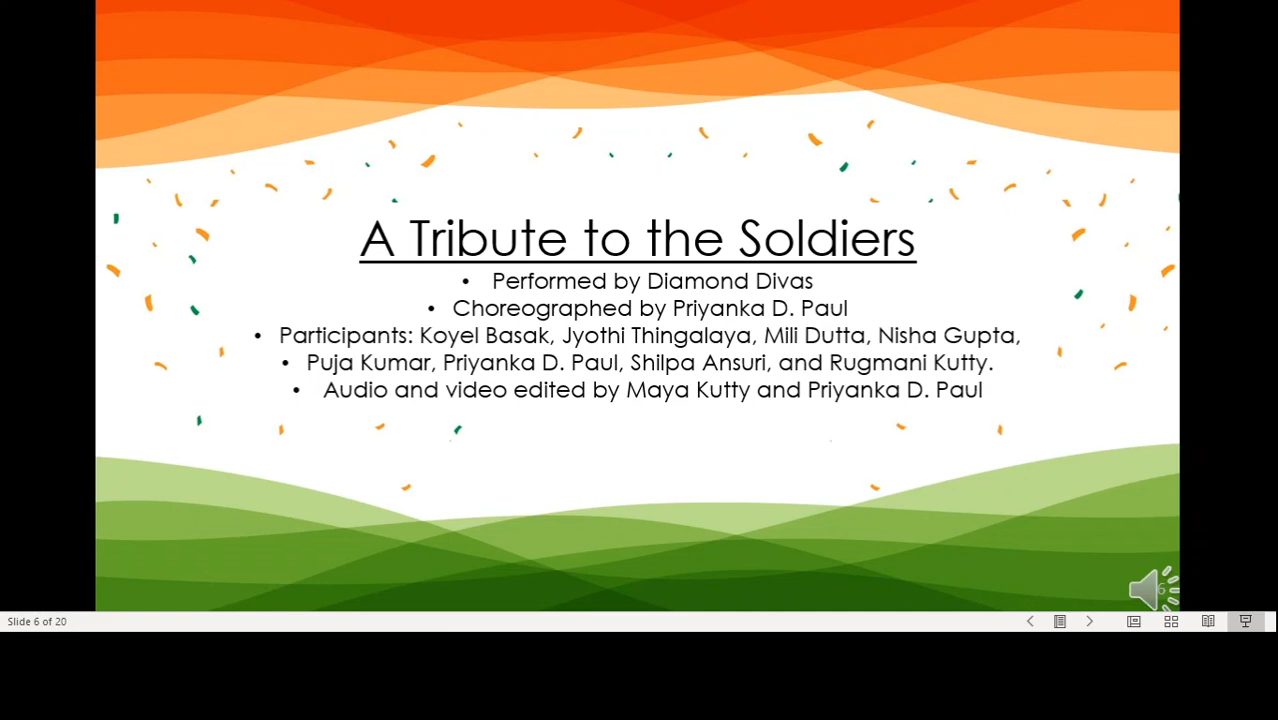 A Tribute to the Soldiers
• Performed by Diamond Divas
• Choreographed by Priyanka D. Paul
• Participants: Koyel Basak, Jyothi Thingalaya, Mili Dutta, Nisha Gupta,
• Puja Kumar, Priyanka D. Paul, Shilpa Ansuri, and Rugmani Kutty.
• Audio and video edited by Maya Kutty and Priyanka D. Paul
6
Slide 6 of 20